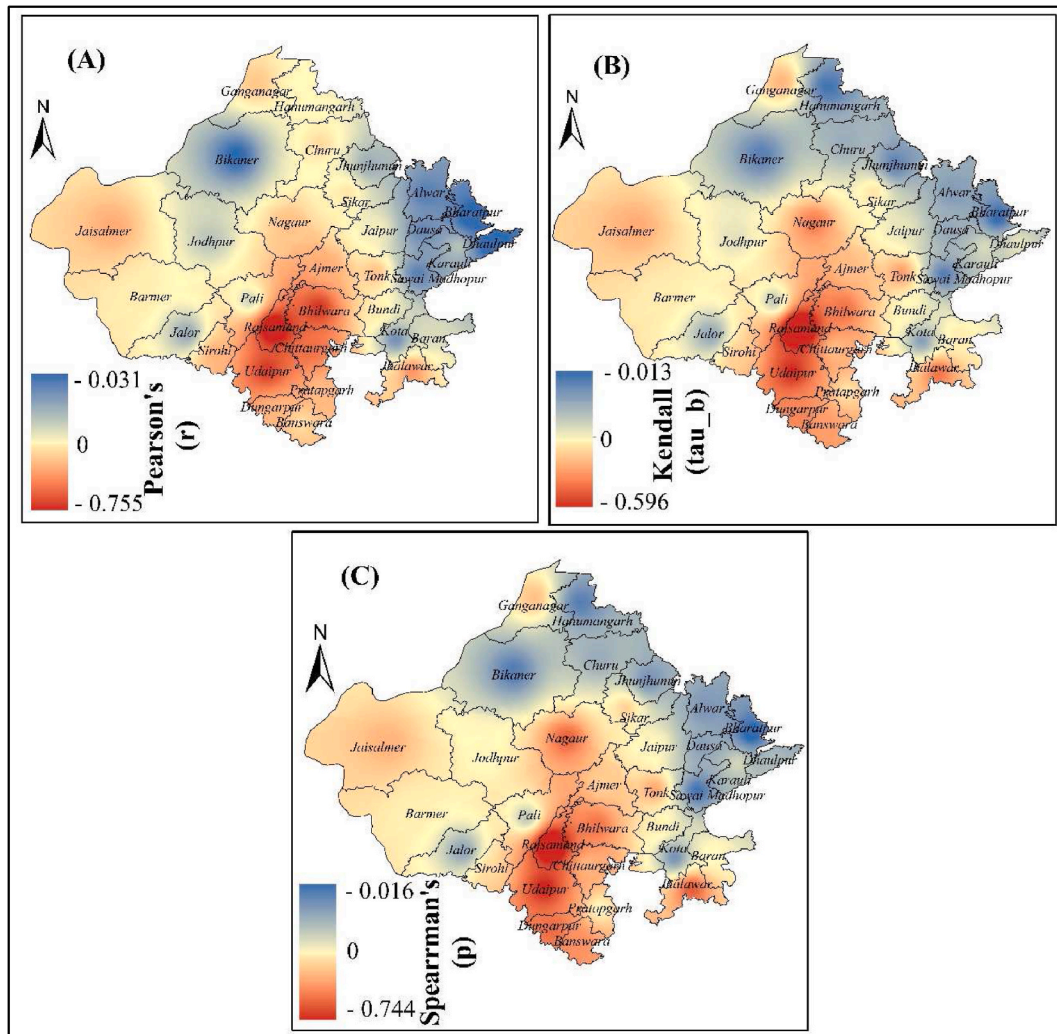 (A)
N
Ganganagar
Hanumangarh
Bikaner
Churu
Jhunjhunun
Sikar
Alwar
Bharatpur
Jaisalmer
Jodhpur
Nagaur
Jaipur
Dausa
Dhaulpur
Karauli
Ajmer
Tonk
Sawai Madhopur
Barmer
Pali
Bhilwara
Bundi
Jalor
Rajsamand
Kota
Baran
Sirohi
Chittaurgarh
Udaipur
Jhalawar
Pratapgarh
Dungarpur
Banswara
- 0.031
0
- 0.755
Pearson's
(r)
(B)
N
Ganganagar
Hanumangarh
Bikaner
Churu
Jhunjhunun
Sikar
Alwar
Bharatpur
Jaisalmer
Jodhpur
Nagaur
Jaipur
Dausa
Dhaulpur
Karauli
Ajmer
Tonk
Sawai Madhopur
Barmer
Pali
Bhilwara
Bundi
Jalor
Rajsamand
Kota
Baran
Sirohi
Chittaurgarh
Udaipur
Jhalawar
Pratapgarh
Dungarpur
Banswara
- 0.013
0
- 0.596
Kendall
(tau_b)
(C)
N
Ganganagar
Hanumangarh
Bikaner
Churu
Jhunjhunun
Sikar
Alwar
Bharatpur
Jaisalmer
Jodhpur
Nagaur
Jaipur
Dausa
Dhaulpur
Karauli
Ajmer
Tonk
Sawai Madhopur
Barmer
Pali
Bhilwara
Bundi
Jalor
Rajsamand
Kota
Baran
Sirohi
Chittaurgarh
Udaipur
Jhalawar
Pratapgarh
Dungarpur
Banswara
- 0.016
0
- 0.744
Spearrman's
(p)